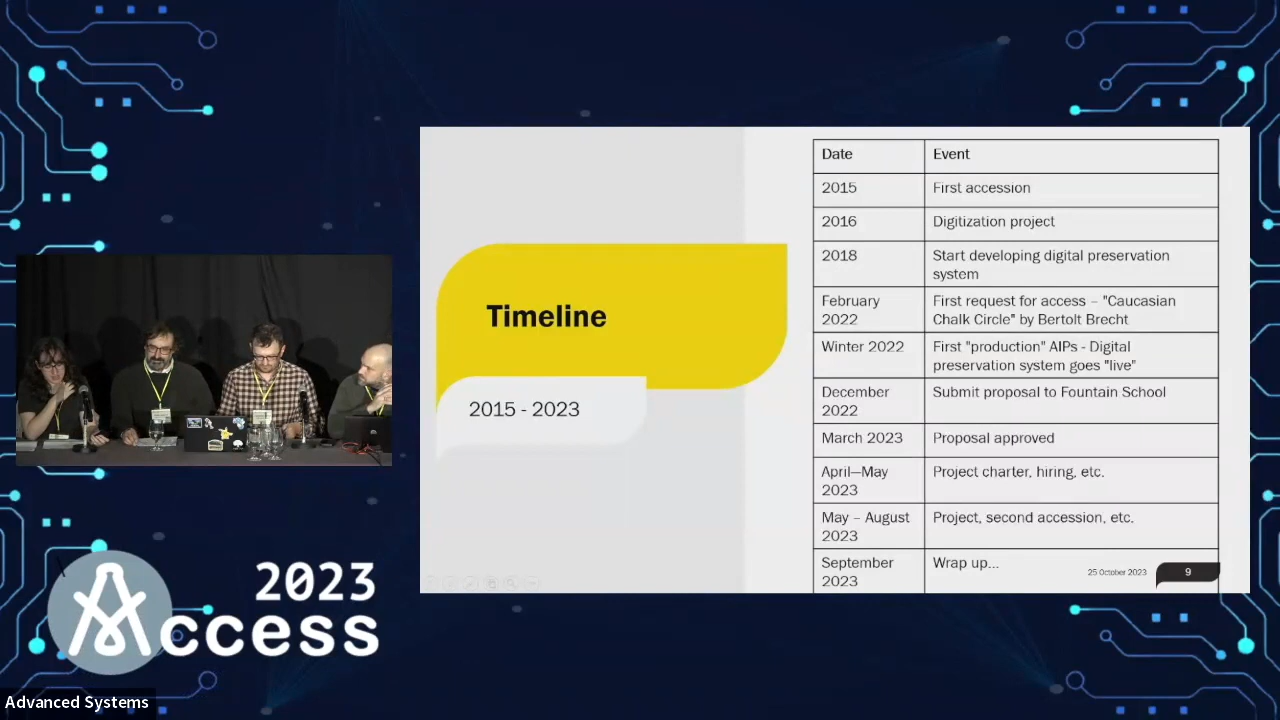 Timeline
2015 - 2023
Date Event
2015 First accession
2016 Digitization project
2018 Start developing digital preservation
system
February First request for access – "Caucasian
2022 Chalk Circle" by Bertolt Brecht
Winter 2022 First "production" AIPs - Digital
preservation system goes "live"
December Submit proposal to Fountain School
2022
March 2023 Proposal approved
April—May Project charter, hiring, etc.
2023
May – August Project, second accession, etc.
2023
September Wrap up...
2023
25 October 2023 9
2023
Access
Advanced Systems